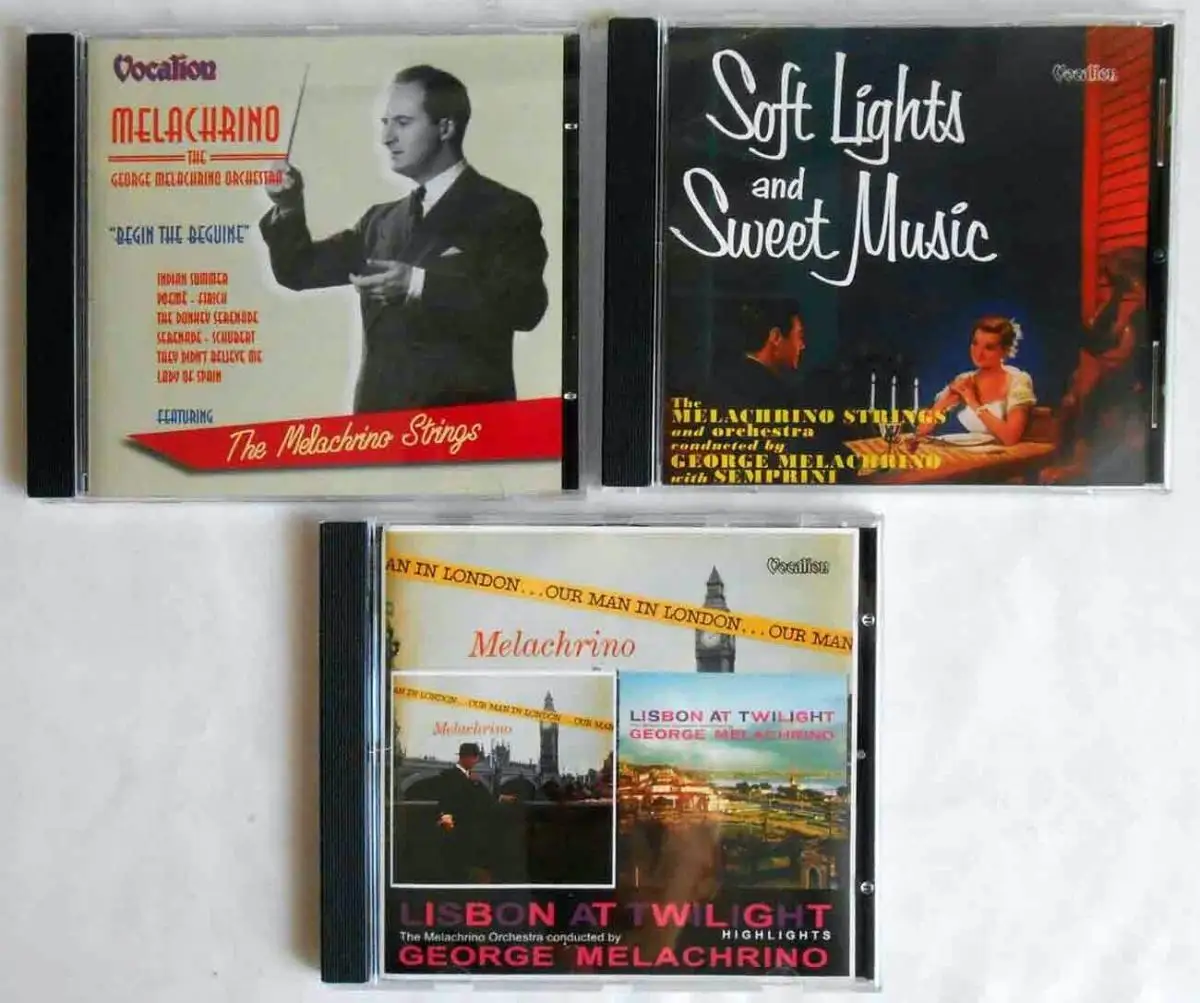 Vocalion
MELACHRINO
THE
GEORGE MELACHRINO ORCHESTRA
"BEGIN THE BEGUINE"
INDIAN SUMMER
POEME - FIBICH
THE DONKEY SERENADE
SERENADE - SCHUBERT
THEY DIDN'T BELIEVE ME
LADY OF SPAIN
FEATURING
The Melachrino Strings
Vocalion
Soft Lights
and
Sweet Music
The
MELACHRINO STRINGS
and orchestra
conducted by
GEORGE MELACHRINO
with SEMPRINI
Vocalion
AN IN LONDON...OUR MAN IN LONDON...OUR MAN
Melachrino
AN IN LONDON...OUR MAN IN LONDON...OUR MAN
Melachrino
LISBON AT TWILIGHT
GEORGE MELACHRINO
LISBON AT TWILIGHT
HIGHLIGHTS
The Melachrino Orchestra conducted by
GEORGE MELACHRINO